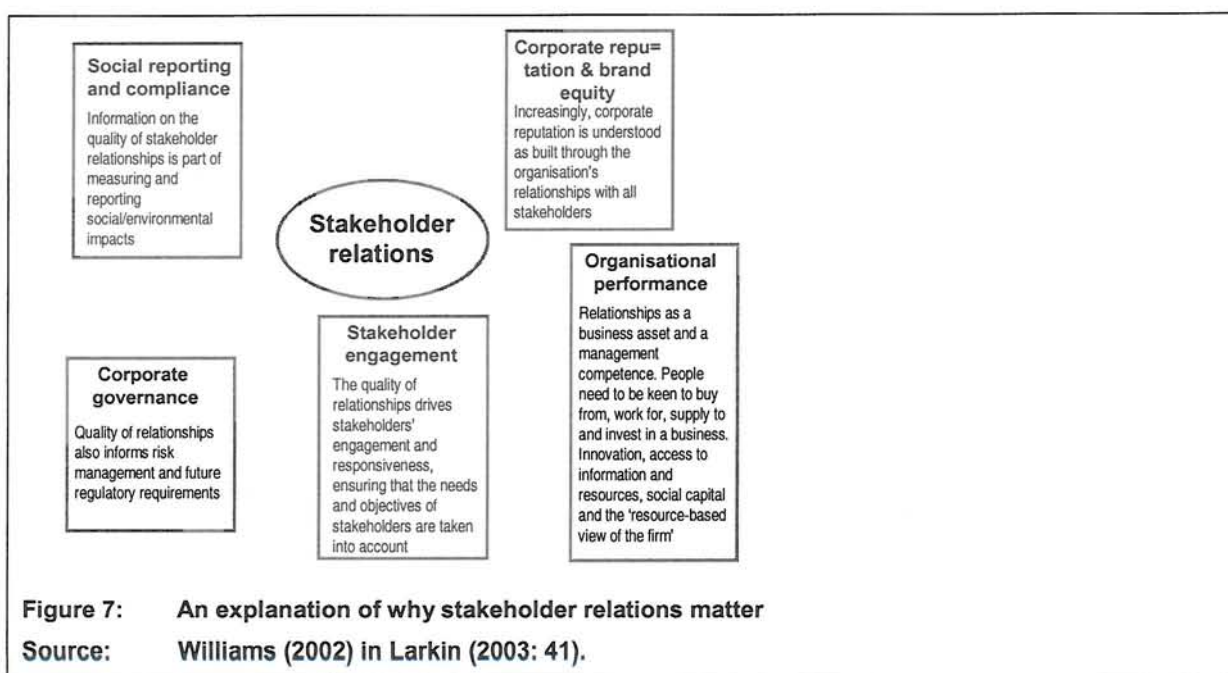 Social reporting
and compliance
Information on the
quality of stakeholder
relationships is part of
measuring and
reporting
social/environmental
impacts
Corporate repu=
tation & brand
equity
Increasingly, corporate
reputation is understood
as built through the
organisation's
relationships with all
stakeholders
Stakeholder
relations
Organisational
performance
Relationships as a
business asset and a
management
competence. People
need to be keen to buy
from, work for, supply to
and invest in a business.
Innovation, access to
information and
resources, social capital
and the 'resource-based
view of the firm'
Stakeholder
engagement
The quality of
relationships drives
stakeholders'
engagement and
responsiveness,
ensuring that the needs
and objectives of
stakeholders are taken
into account
Corporate
governance
Quality of relationships
also informs risk
management and future
regulatory requirements
Figure 7: An explanation of why stakeholder relations matter
Source: Williams (2002) in Larkin (2003: 41).